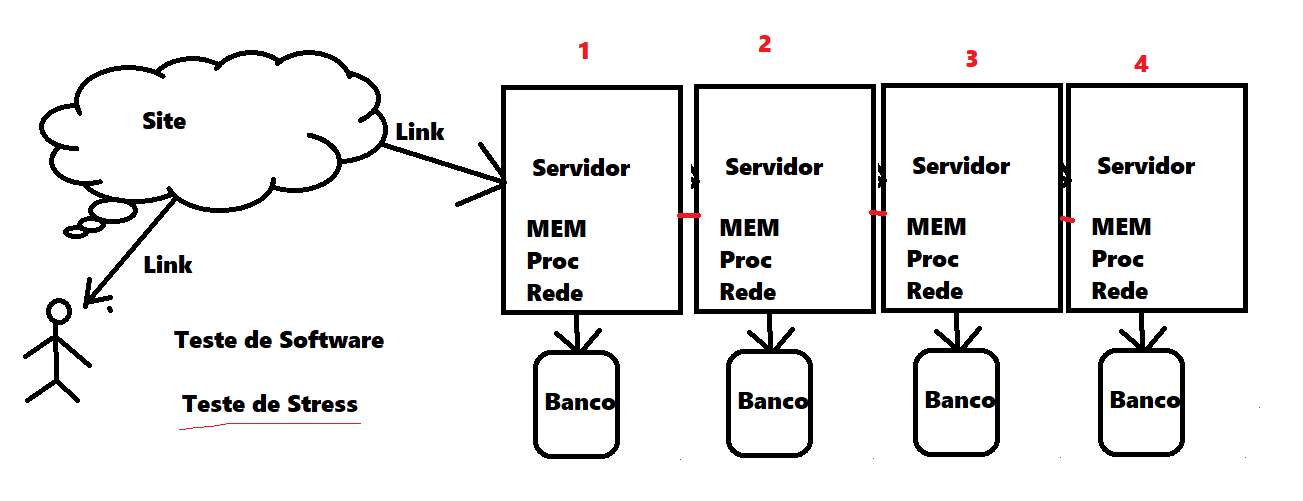 1
2
3
4
Site
Link
Link
Servidor
MEM
Proc
Rede
Banco
Servidor
MEM
Proc
Rede
Banco
Servidor
MEM
Proc
Rede
Banco
Servidor
MEM
Proc
Rede
Banco
Teste de Software
Teste de Stress